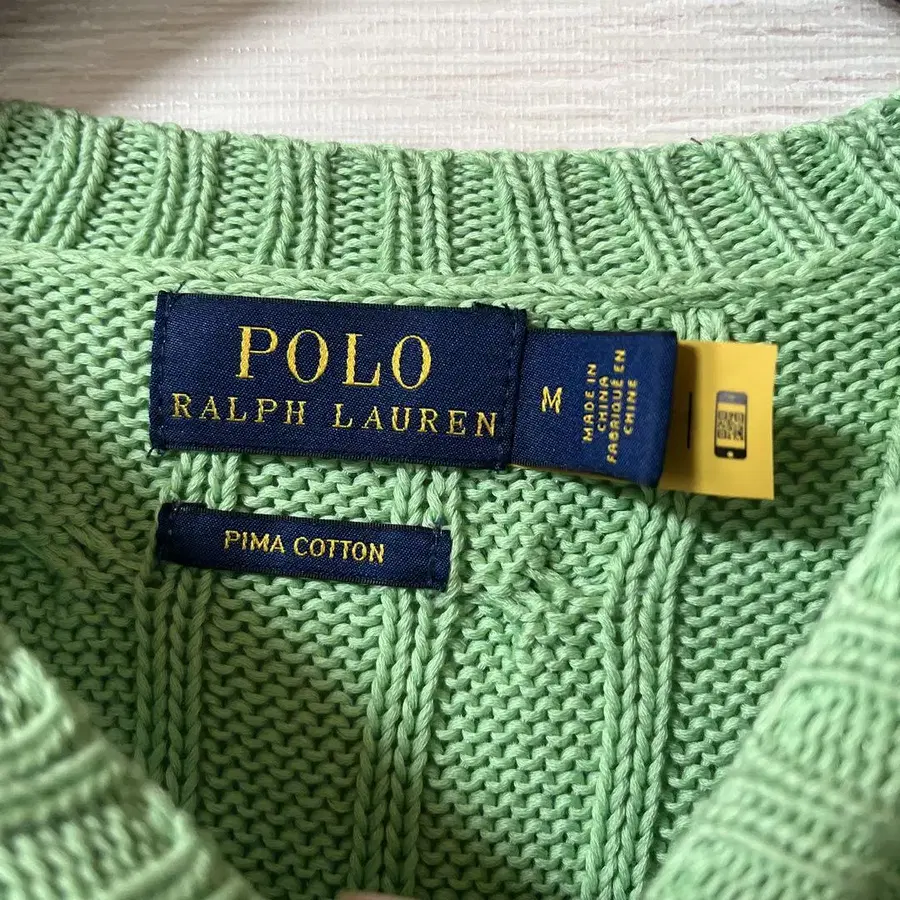 POLO
RALPH LAUREN
M
MADE IN
CHINA
FABRIQUÉ EN
CHINE
PIMA COTTON